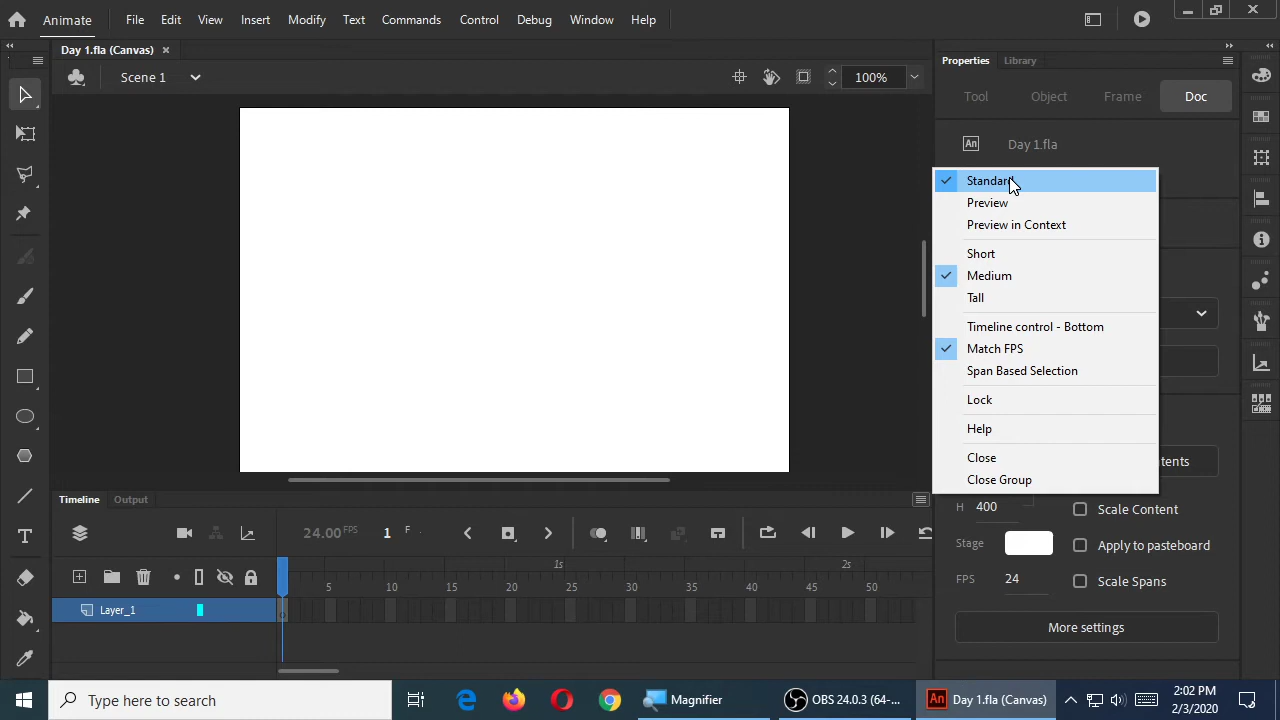 Animate
File
Edit
View
Insert
Modify
Text
Commands
Control
Debug
Window
Help
Day 1.fla (Canvas)
Scene 1
100%
Properties
Library
Tool
Object
Frame
Doc
An
Day 1.fla
Standard
Preview
Preview in Context
Short
Medium
Tall
Timeline control - Bottom
Match FPS
Span Based Selection
Lock
Help
Close
Close Group
H 400
Scale Content
Stage
Apply to pasteboard
FPS 24
Scale Spans
More settings
Timeline
Output
24.00 FPS
1 F
1s
2s
5 10 15 20 25 30 35 40 45 50
Layer_1
Type here to search
Magnifier
OBS 24.0.3 (64-...
An
Day 1.fla (Canvas)
2:02 PM
2/3/2020